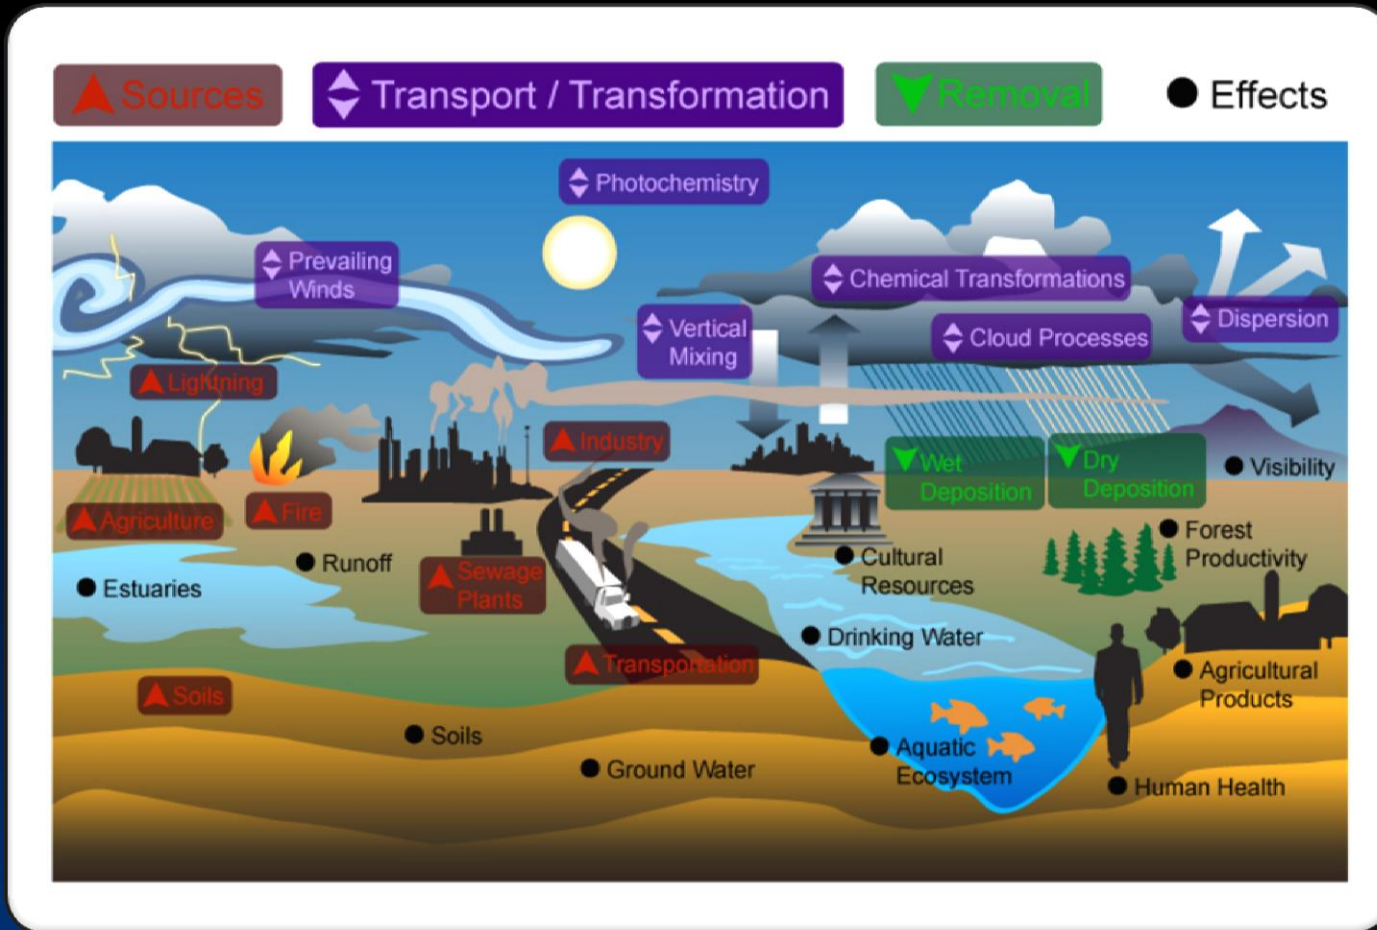 Sources
Transport / Transformation
Removal
Effects
Photochemistry
Prevailing
Winds
Chemical Transformations
Vertical
Mixing
Cloud Processes
Dispersion
Lightning
Industry
Wet
Deposition
Dry
Deposition
Visibility
Agriculture
Fire
Forest
Productivity
Runoff
Estuaries
Sewage
Plants
Cultural
Resources
Drinking Water
Transportation
Agricultural
Products
Soils
Soils
Ground Water
Aquatic
Ecosystem
Human Health